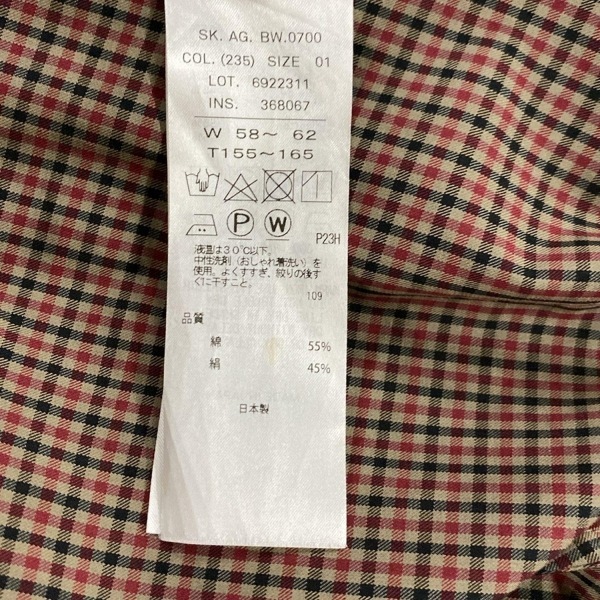 SK. AG. BW.0700
COL. (235) SIZE 01
LOT. 6922311
INS. 368067
W 58～ 62
T155～165
P W
P23H
液温は30℃以下。
中性洗剤（おしゃれ着洗い）を
使用。よくすすぎ、絞りの後す
ぐに干すこと。
109
品質
綿 55%
絹 45%
日本製